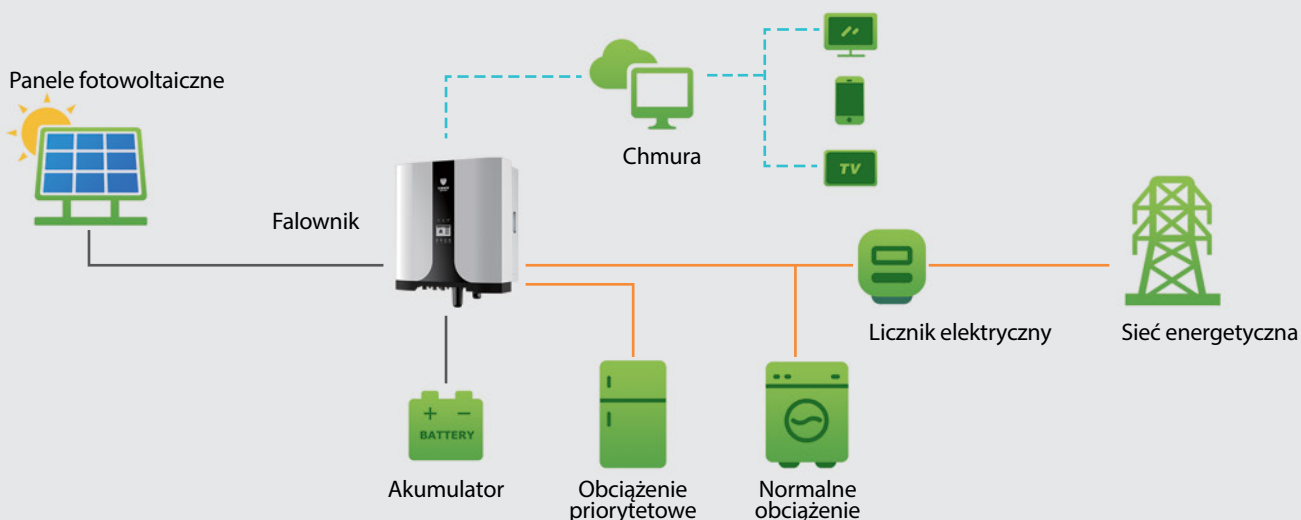 Panele fotowoltaiczne
Chmura
TV
Falownik
Licznik elektryczny
Sieć energetyczna
+ -
BATTERY
Akumulator
Obciążenie
priorytetowe
Normalne
obciążenie